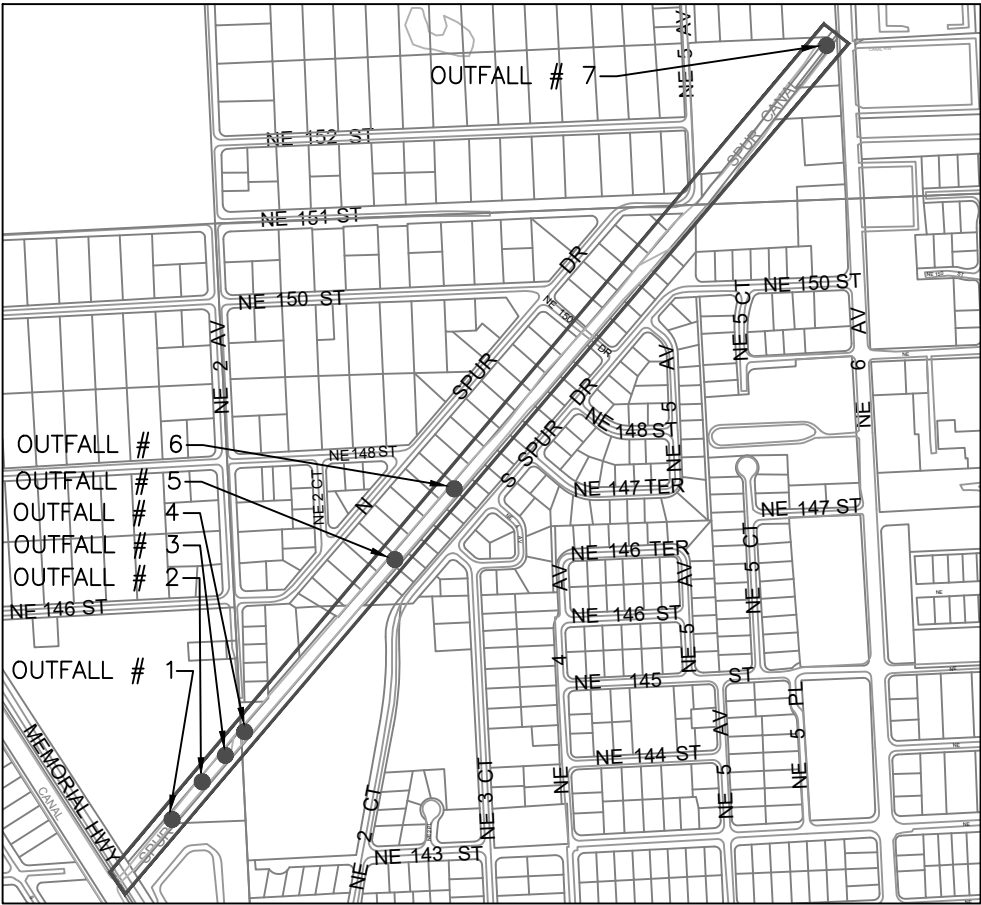 OUTFALL # 7
NE 5 AV
SPUR CANAL
NE 152 ST
NE 151 ST
DR
NE 150 ST
NE 150 ST
NE 5 CT
NE 150
DR
NE 2 AV
SPUR
AV
NE 6 AV
DR
5
NE 148 ST
OUTFALL # 6
NE 148 ST
NE
S SPUR
OUTFALL # 5
NE 2 CT
N
NE 147 TER
OUTFALL # 4
NE 147 ST
OUTFALL # 3
NE 146 TER
NE 5 CT
OUTFALL # 2
AV
AV
NE
NE 146 ST
NE 146 ST
NE 5
OUTFALL # 1
4
NE 145 ST
NE 5 PL
AV
MEMORIAL HWY
NE 144 ST
NE
CANAL
NE
NE 5
NE 3 CT
NE 2 CT
SPUR
NE 143 ST